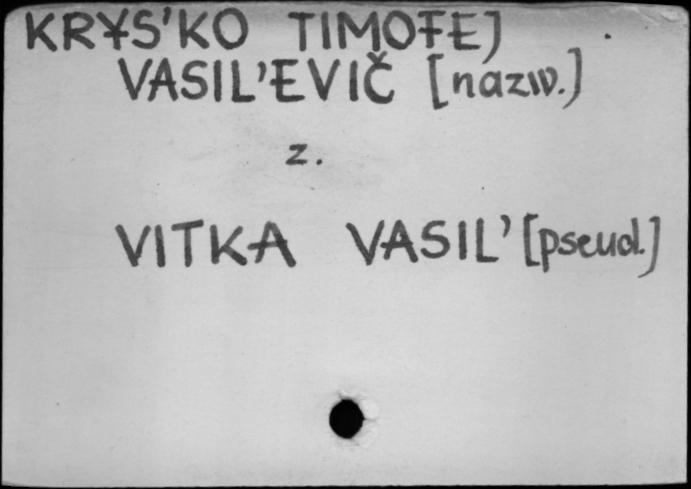 KRYS'KO TIMOFEJ
VASIL'EVIČ [nazw.]
z.
VITKA VASIL' [pseud.]